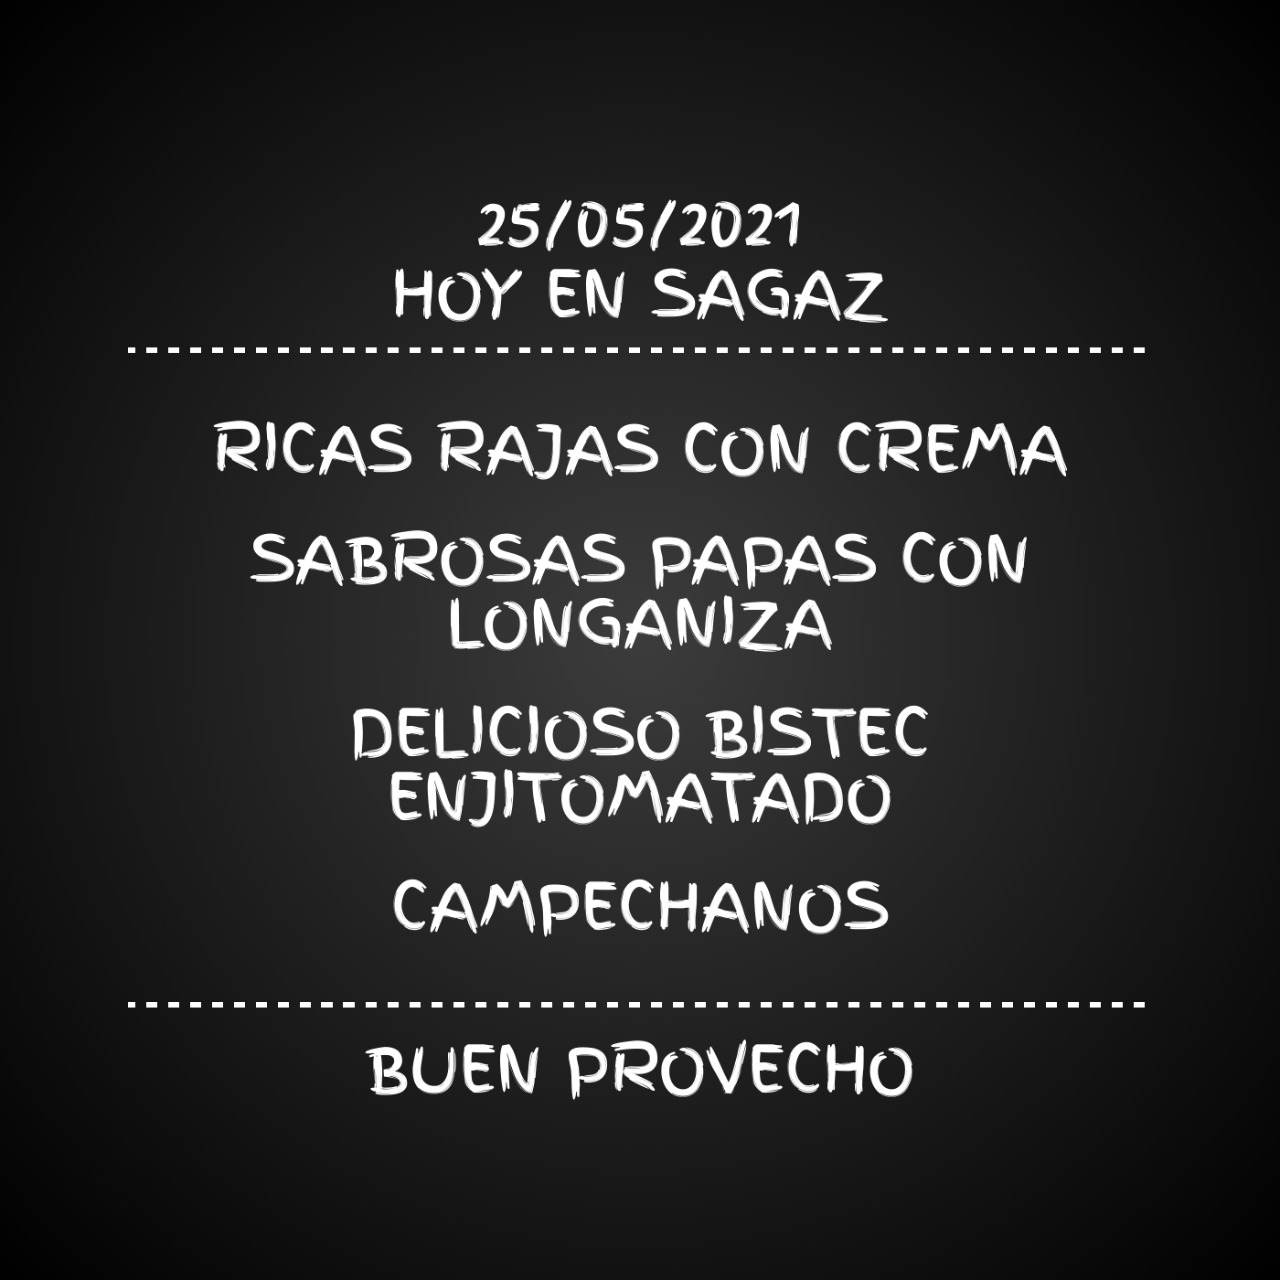 25/05/2021
HOY EN SAGAZ
RICAS RAJAS CON CREMA
SABROSAS PAPAS CON
LONGANIZA
DELICIOSO BISTEC
ENJITOMATADO
CAMPECHANOS
BUEN PROVECHO